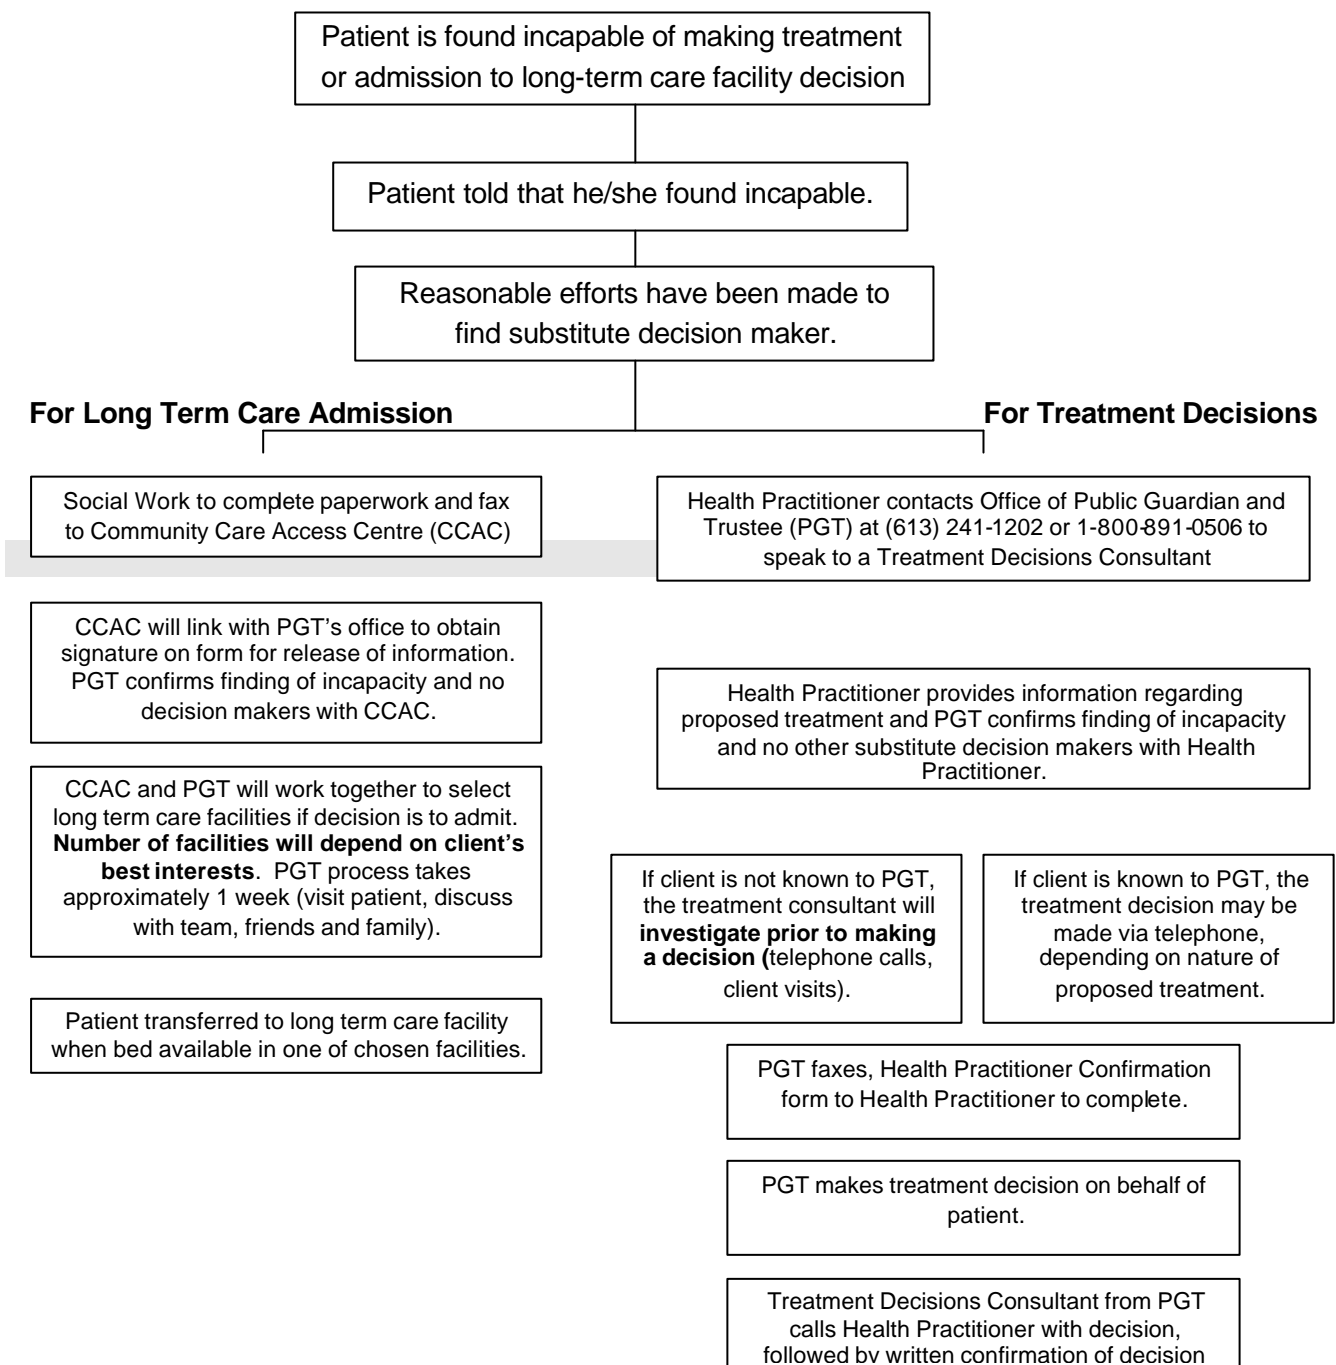 Patient is found incapable of making treatment
or admission to long-term care facility decision
Patient told that he/she found incapable.
Reasonable efforts have been made to
find substitute decision maker.
For Long Term Care Admission
Social Work to complete paperwork and fax
to Community Care Access Centre (CCAC)
CCAC will link with PGT’s office to obtain
signature on form for release of information.
PGT confirms finding of incapacity and no
decision makers with CCAC.
CCAC and PGT will work together to select
long term care facilities if decision is to admit.
Number of facilities will depend on client’s
best interests. PGT process takes
approximately 1 week (visit patient, discuss
with team, friends and family).
Patient transferred to long term care facility
when bed available in one of chosen facilities.
For Treatment Decisions
Health Practitioner contacts Office of Public Guardian and
Trustee (PGT) at (613) 241-1202 or 1-800-891-0506 to
speak to a Treatment Decisions Consultant
Health Practitioner provides information regarding
proposed treatment and PGT confirms finding of incapacity
and no other substitute decision makers with Health
Practitioner.
If client is not known to PGT,
the treatment consultant will
investigate prior to making
a decision (telephone calls,
client visits).
If client is known to PGT, the
treatment decision may be
made via telephone,
depending on nature of
proposed treatment.
PGT faxes, Health Practitioner Confirmation
form to Health Practitioner to complete.
PGT makes treatment decision on behalf of
patient.
Treatment Decisions Consultant from PGT
calls Health Practitioner with decision,
followed by written confirmation of decision